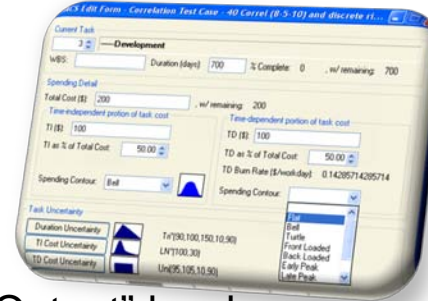 CS Edit Form - Correlation Test Case - 40 Correl (8-5-10) and discrete ri...
Current Task
3 ----Development
WBS: Duration (days) 700 % Complete: 0 , w/ remaining: 700
Spending Detail
Total Cost ($): 200 , w/ remaining: 200
Time-independent portion of task cost
Time-dependent portion of task cost
TI ($): 100
TD ($): 100
TI as % of Total Cost: 50.00
TD as % of Total Cost: 50.00
TD Burn Rate ($/workday): 0.14285714285714
Spending Contour: Bell
Spending Contour:
Flat
Bell
Turtle
Front Loaded
Back Loaded
Early Peak
Late Peak
Task Uncertainty
Duration Uncertainty Tri*(90,100,150,10,90)
TI Cost Uncertainty LN*(100,30)
TD Cost Uncertainty Uni(95,105,10,90)